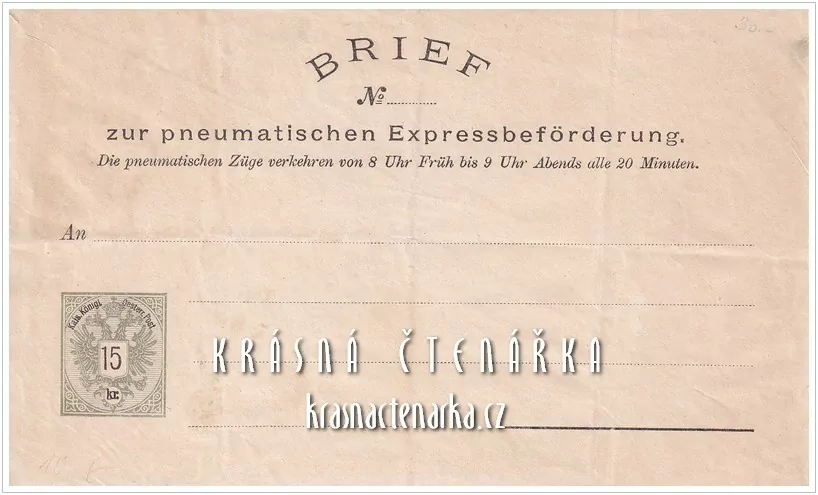 30.-
BRIEF
No
zur pneumatischen Expressbeförderung.
Die pneumatischen Züge verkehren von 8 Uhr Früh bis 9 Uhr Abends alle 20 Minuten.
An
Kais. Königl. Oesterr. Post
15
kr.
KRÁSNÁ ČTENÁŘKA
krasnactenarka.cz